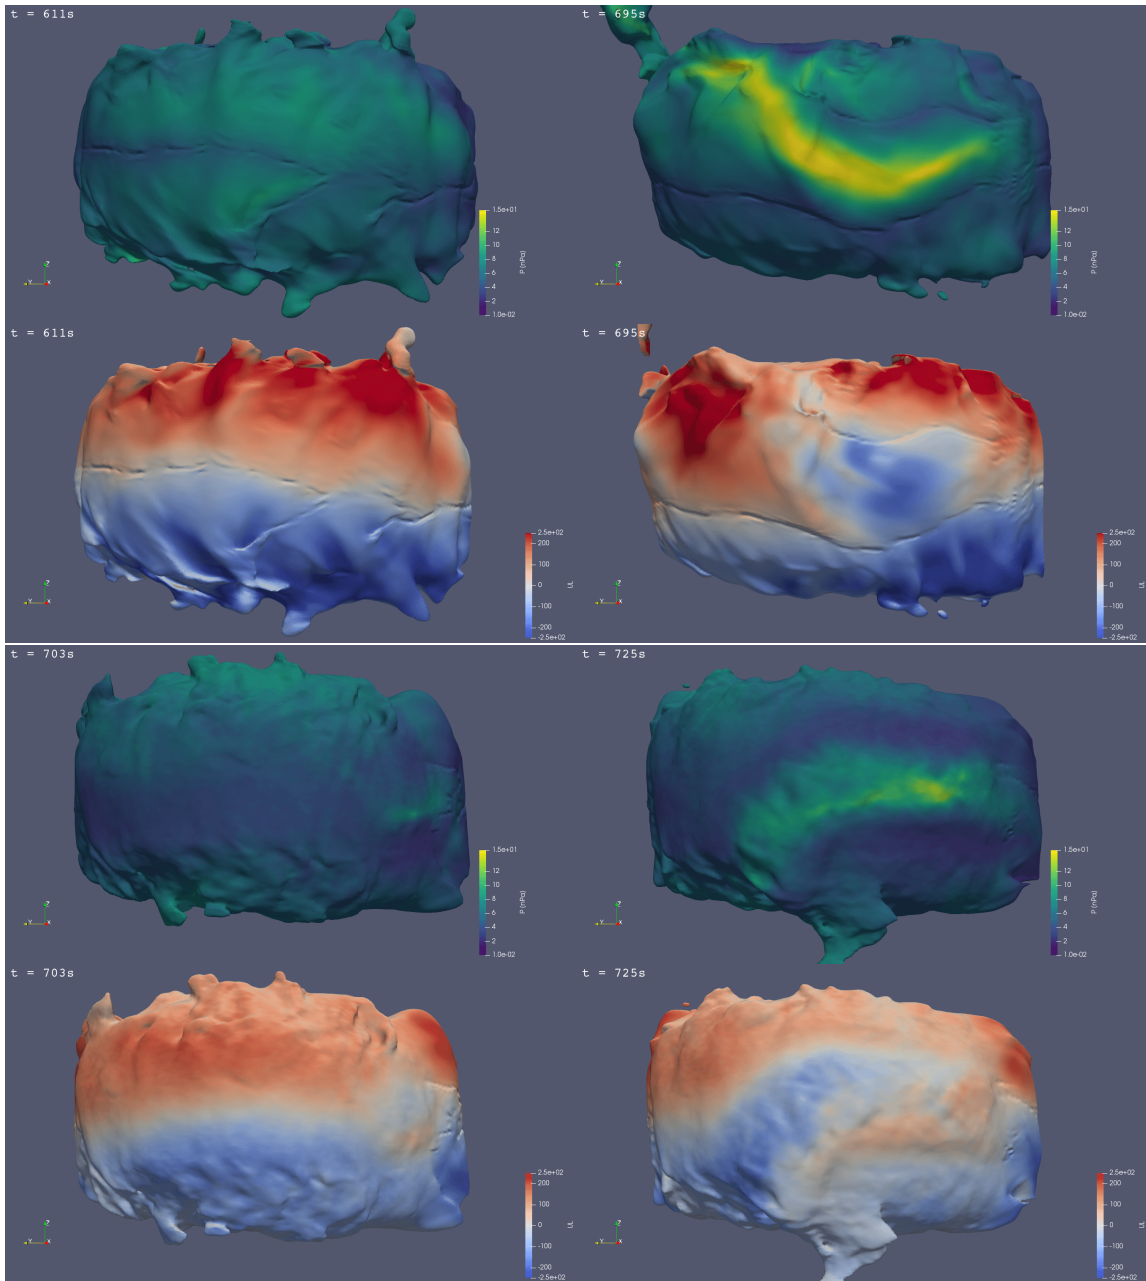 t = 611s
Z
Y
X
1.5e+01
12
10
8
6
4
2
1.0e-02
P (nPa)
t = 695s
Z
Y
X
1.5e+01
12
10
8
6
4
2
1.0e-02
P (nPa)
t = 611s
Z
Y
X
2.5e+02
200
100
0
-100
-200
-2.5e+02
UL
t = 695s
Z
Y
X
2.5e+02
200
100
0
-100
-200
-2.5e+02
UL
t = 703s
Z
Y
X
1.5e+01
12
10
8
6
4
2
1.0e-02
P (nPa)
t = 725s
Z
Y
X
1.5e+01
12
10
8
6
4
2
1.0e-02
P (nPa)
t = 703s
Z
Y
X
2.5e+02
200
100
0
-100
-200
-2.5e+02
UL
t = 725s
Z
Y
X
2.5e+02
200
100
0
-100
-200
-2.5e+02
UL